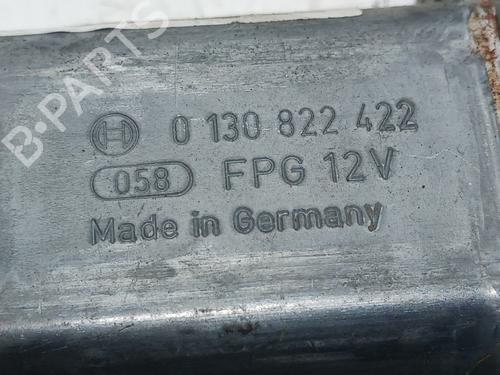 B-PARTS
0 130 822 422
058 FPG 12V
Made in Germany